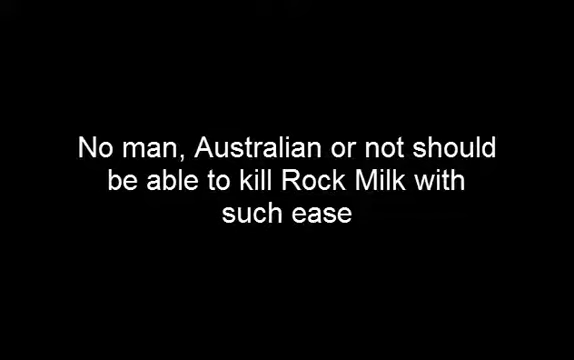 No man, Australian or not should
be able to kill Rock Milk with
such ease